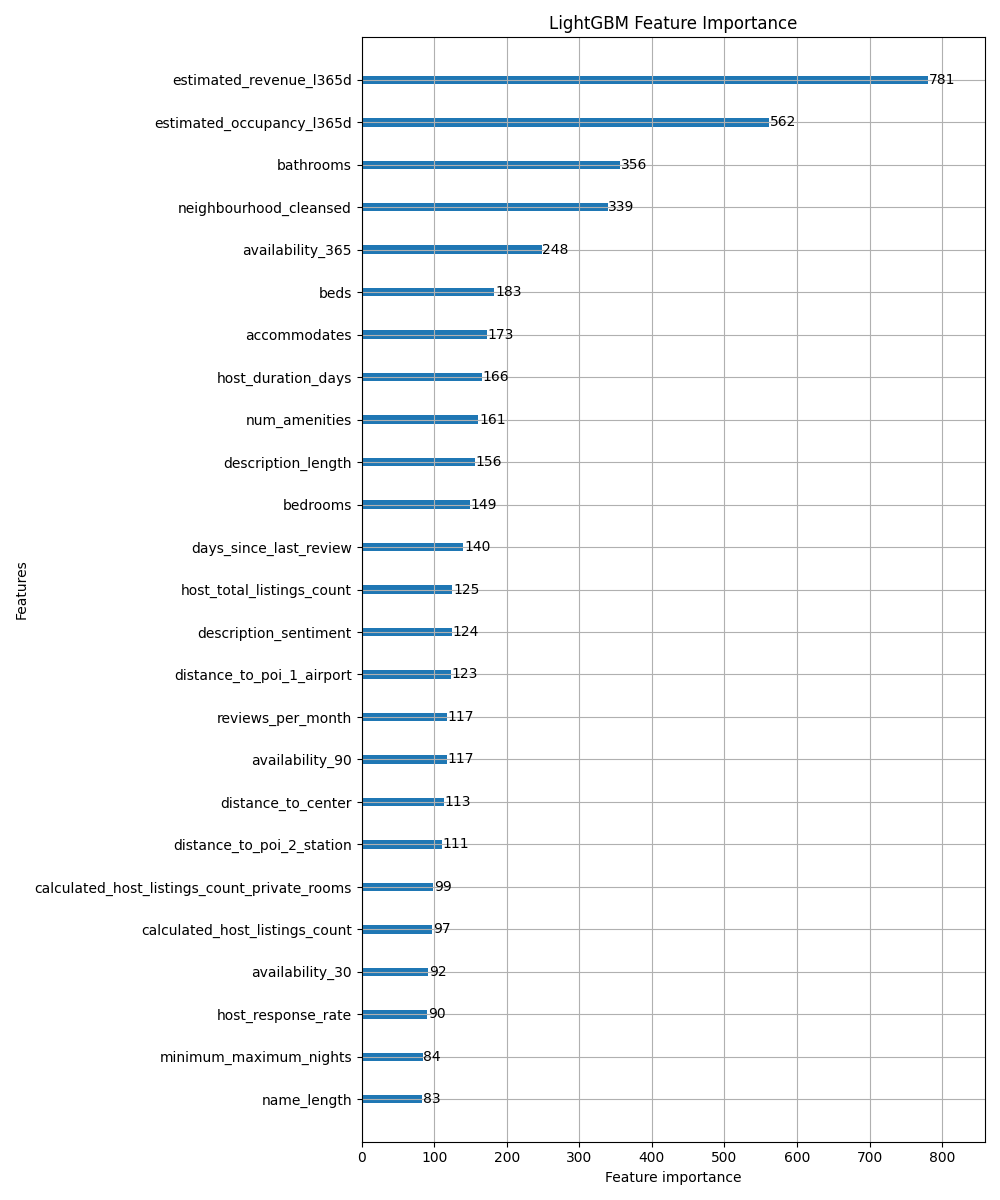 LightGBM Feature Importance
estimated_revenue_l365d 781
estimated_occupancy_l365d 562
bathrooms 356
neighbourhood_cleansed 339
availability_365 248
beds 183
accommodates 173
host_duration_days 166
num_amenities 161
description_length 156
bedrooms 149
days_since_last_review 140
host_total_listings_count 125
description_sentiment 124
distance_to_poi_1_airport 123
reviews_per_month 117
availability_90 117
distance_to_center 113
distance_to_poi_2_station 111
calculated_host_listings_count_private_rooms 99
calculated_host_listings_count 97
availability_30 92
host_response_rate 90
minimum_maximum_nights 84
name_length 83
Features
0 100 200 300 400 500 600 700 800
Feature importance